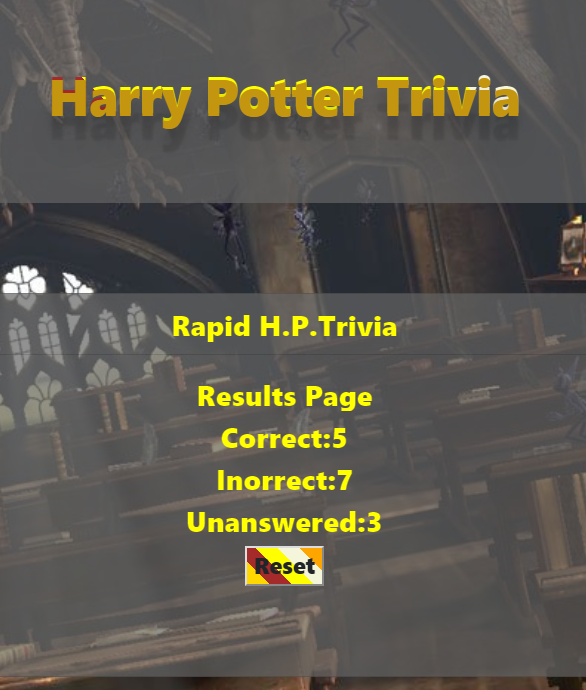 Harry Potter Trivia
Rapid H.P.Trivia
Results Page
Correct:5
Inorrect:7
Unanswered:3
Reset